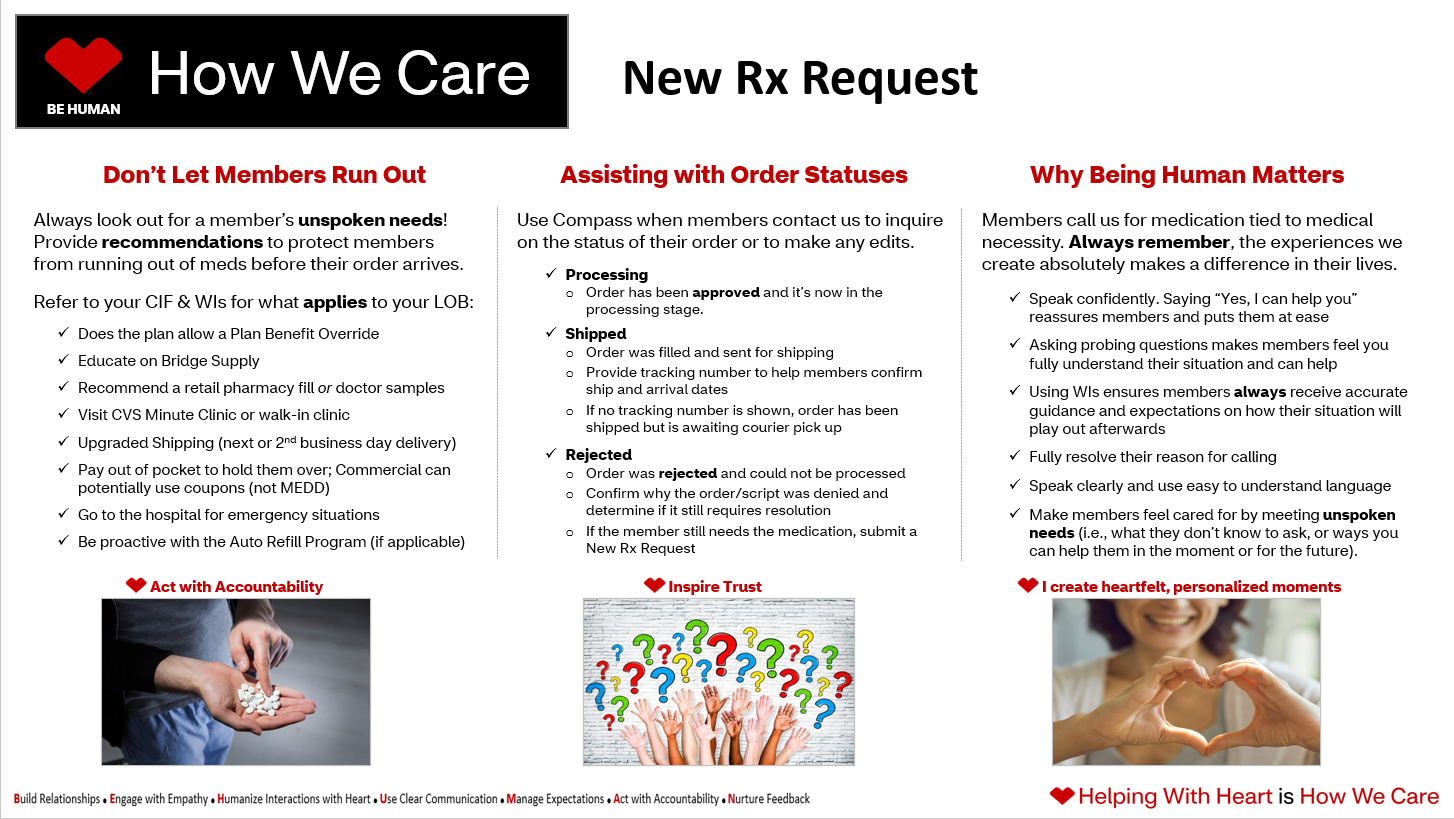 BE HUMAN
How We Care
New Rx Request
Don't Let Members Run Out
Always look out for a member's unspoken needs!
Provide recommendations to protect members
from running out of meds before their order arrives.
Refer to your CIF & WIs for what applies to your LOB:
✓ Does the plan allow a Plan Benefit Override
✓ Educate on Bridge Supply
✓ Recommend a retail pharmacy fill or doctor samples
✓ Visit CVS Minute Clinic or walk-in clinic
✓ Upgraded Shipping (next or 2nd business day delivery)
✓ Pay out of pocket to hold them over; Commercial can
potentially use coupons (not MEDD)
✓ Go to the hospital for emergency situations
✓ Be proactive with the Auto Refill Program (if applicable)
Act with Accountability
Assisting with Order Statuses
Use Compass when members contact us to inquire
on the status of their order or to make any edits.
✓ Processing
o Order has been approved and it's now in the
processing stage.
✓ Shipped
o Order was filled and sent for shipping
o Provide tracking number to help members confirm
ship and arrival dates
o If no tracking number is shown, order has been
shipped but is awaiting courier pick up
✓ Rejected
o Order was rejected and could not be processed
o Confirm why the order/script was denied and
determine if it still requires resolution
o If the member still needs the medication, submit a
New Rx Request
Inspire Trust
Why Being Human Matters
Members call us for medication tied to medical
necessity. Always remember, the experiences we
create absolutely makes a difference in their lives.
✓ Speak confidently. Saying “Yes, I can help you”
reassures members and puts them at ease
✓ Asking probing questions makes members feel you
fully understand their situation and can help
✓ Using WIs ensures members always receive accurate
guidance and expectations on how their situation will
play out afterwards
✓ Fully resolve their reason for calling
✓ Speak clearly and use easy to understand language
✓ Make members feel cared for by meeting unspoken
needs (i.e., what they don't know to ask, or ways you
can help them in the moment or for the future).
I create heartfelt, personalized moments
Build Relationships • Engage with Empathy • Humanize Interactions with Heart • Use Clear Communication • Manage Expectations • Act with Accountability • Nurture Feedback
Helping With Heart is How We Care